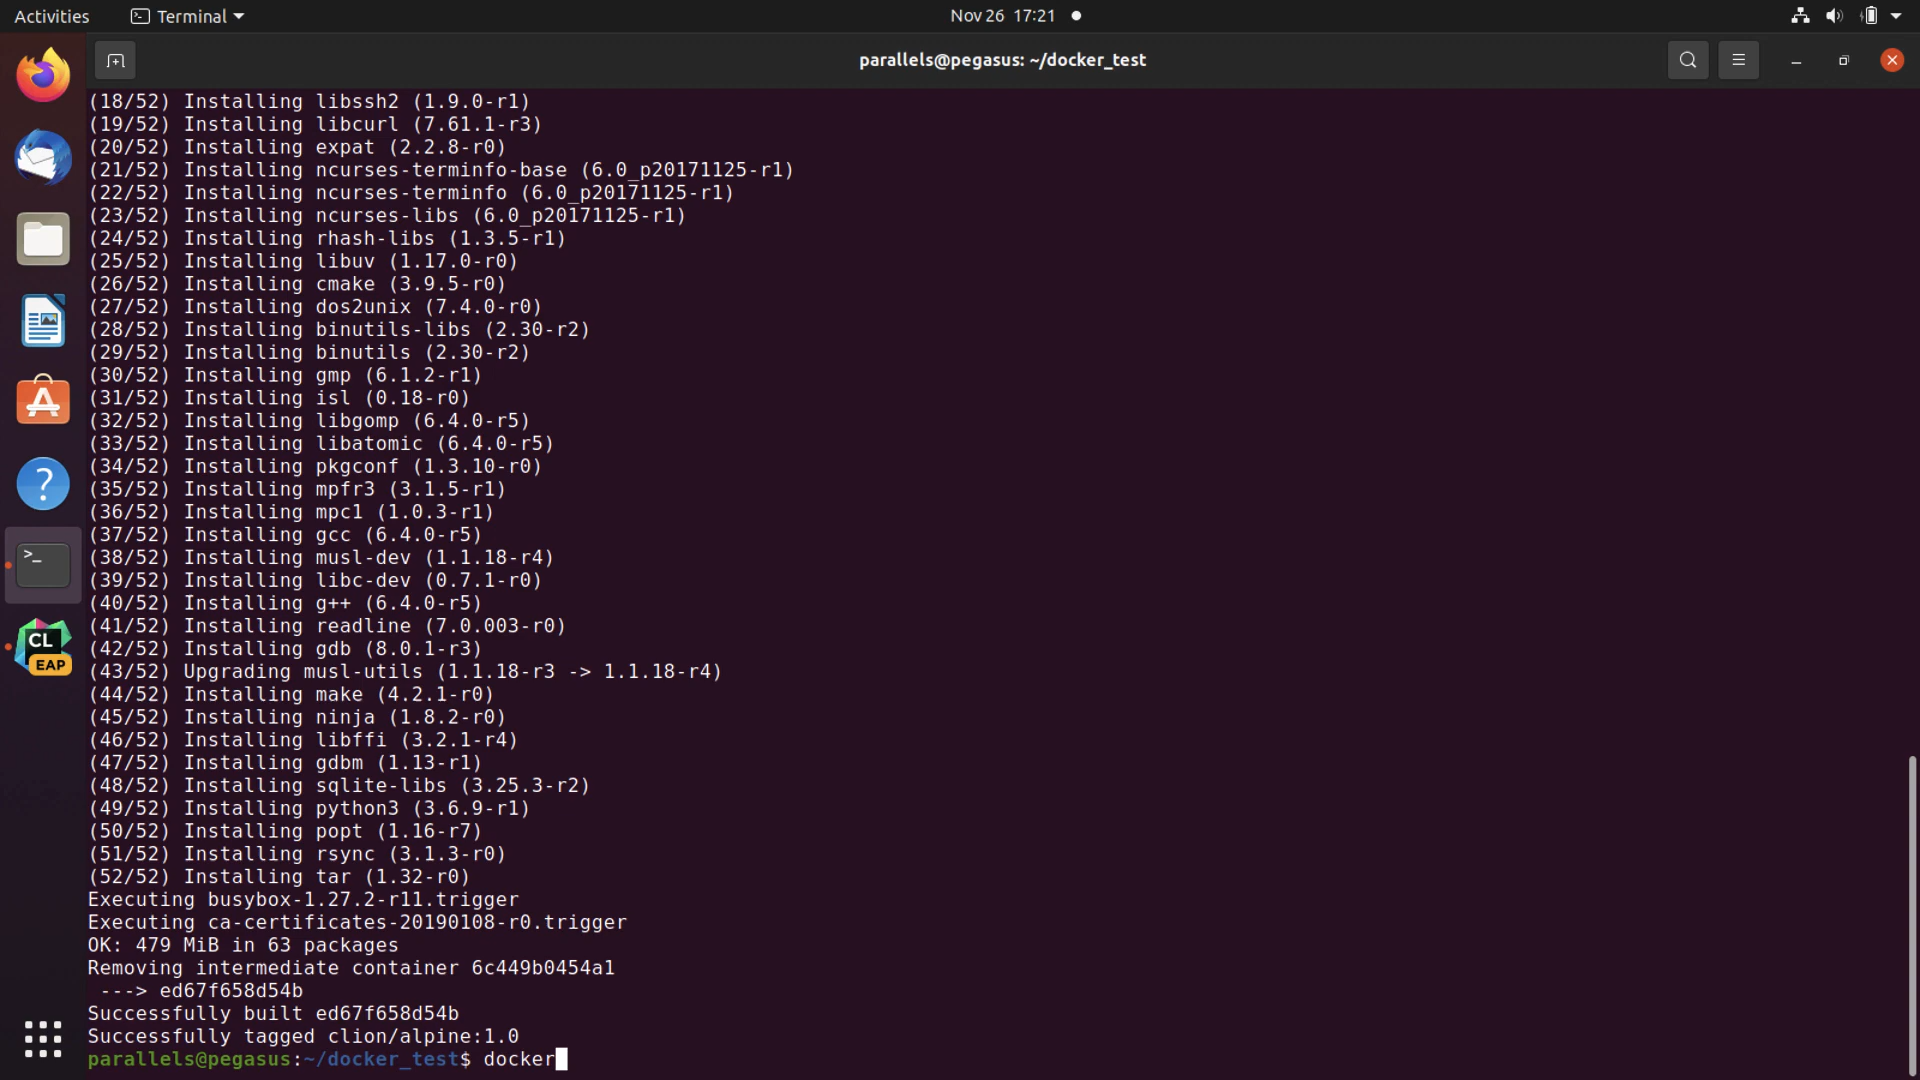 Activities
Terminal
Nov 26 17:21
parallels@pegasus: ~/docker_test
(18/52) Installing libssh2 (1.9.0-r1)
(19/52) Installing libcurl (7.61.1-r3)
(20/52) Installing expat (2.2.8-r0)
(21/52) Installing ncurses-terminfo-base (6.0_p20171125-r1)
(22/52) Installing ncurses-terminfo (6.0_p20171125-r1)
(23/52) Installing ncurses-libs (6.0_p20171125-r1)
(24/52) Installing rhash-libs (1.3.5-r1)
(25/52) Installing libuv (1.17.0-r0)
(26/52) Installing cmake (3.9.5-r0)
(27/52) Installing dos2unix (7.4.0-r0)
(28/52) Installing binutils-libs (2.30-r2)
(29/52) Installing binutils (2.30-r2)
(30/52) Installing gmp (6.1.2-r1)
(31/52) Installing isl (0.18-r0)
(32/52) Installing libgomp (6.4.0-r5)
(33/52) Installing libatomic (6.4.0-r5)
(34/52) Installing pkgconf (1.3.10-r0)
(35/52) Installing mpfr3 (3.1.5-r1)
(36/52) Installing mpc1 (1.0.3-r1)
(37/52) Installing gcc (6.4.0-r5)
(38/52) Installing musl-dev (1.1.18-r4)
(39/52) Installing libc-dev (0.7.1-r0)
(40/52) Installing g++ (6.4.0-r5)
(41/52) Installing readline (7.0.003-r0)
(42/52) Installing gdb (8.0.1-r3)
(43/52) Upgrading musl-utils (1.1.18-r3 -> 1.1.18-r4)
(44/52) Installing make (4.2.1-r0)
(45/52) Installing ninja (1.8.2-r0)
(46/52) Installing libffi (3.2.1-r4)
(47/52) Installing gdbm (1.13-r1)
(48/52) Installing sqlite-libs (3.25.3-r2)
(49/52) Installing python3 (3.6.9-r1)
(50/52) Installing popt (1.16-r7)
(51/52) Installing rsync (3.1.3-r0)
(52/52) Installing tar (1.32-r0)
Executing busybox-1.27.2-r11.trigger
Executing ca-certificates-20190108-r0.trigger
OK: 479 MiB in 63 packages
Removing intermediate container 6c449b0454a1
 ---> ed67f658d54b
Successfully built ed67f658d54b
Successfully tagged clion/alpine:1.0
parallels@pegasus:~/docker_test$ docker
CL
EAP